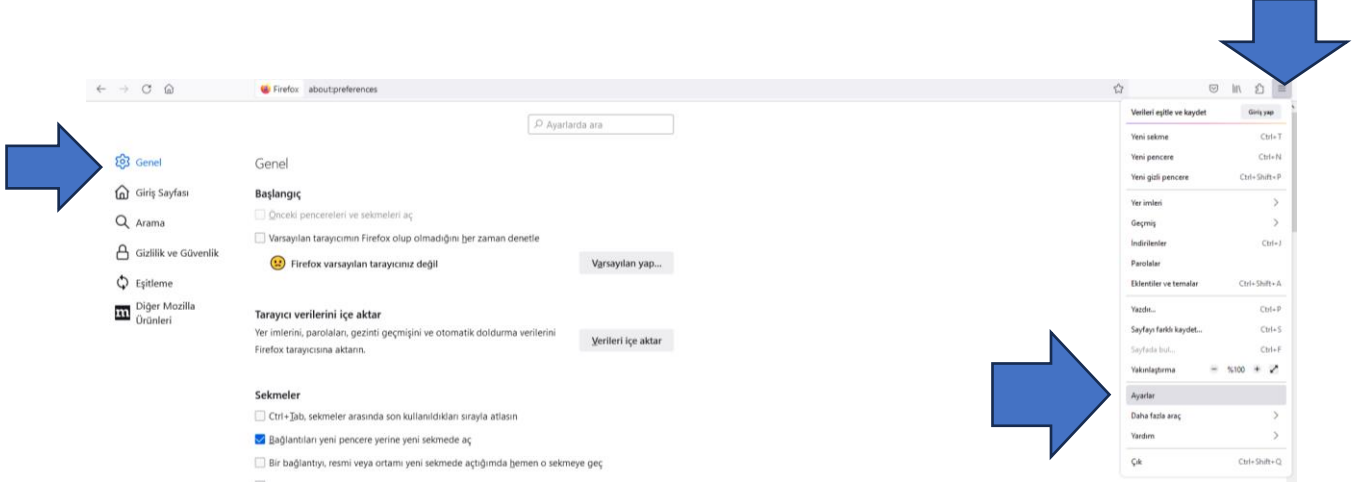 Firefox about:preferences
Ayarlarda ara
Genel
Giriş Sayfası
Arama
Gizlilik ve Güvenlik
Eşitleme
Diğer Mozilla
Ürünleri
Genel
Başlangıç
Önceki pencereleri ve sekmeleri aç
Varsayılan tarayıcımın Firefox olup olmadığını her zaman denetle
Firefox varsayılan tarayıcınız değil
Varsayılan yap...
Tarayıcı verilerini içe aktar
Yer imlerini, parolaları, gezinti geçmişini ve otomatik doldurma verilerini
Firefox tarayıcısına aktarın.
Verileri içe aktar
Sekmeler
Ctrl+Tab, sekmeler arasında son kullanıldıkları sırayla atlasın
Bağlantıları yeni pencere yerine yeni sekmede aç
Bir bağlantıyı, resmi veya ortamı yeni sekmede açtığımda hemen o sekmeye geç
Verileri eşitle ve kaydet Giriş yap
Yeni sekme Ctrl+T
Yeni pencere Ctrl+N
Yeni gizli pencere Ctrl+Shift+P
Yer imleri
Geçmiş
İndirilenler Ctrl+J
Parolalar
Eklentiler ve temalar Ctrl+Shift+A
Yazdır... Ctrl+P
Sayfayı farklı kaydet... Ctrl+S
Sayfada bul... Ctrl+F
Yakınlaştırma − %100 +
Ayarlar
Daha fazla araç
Yardım
Çık Ctrl+Shift+Q